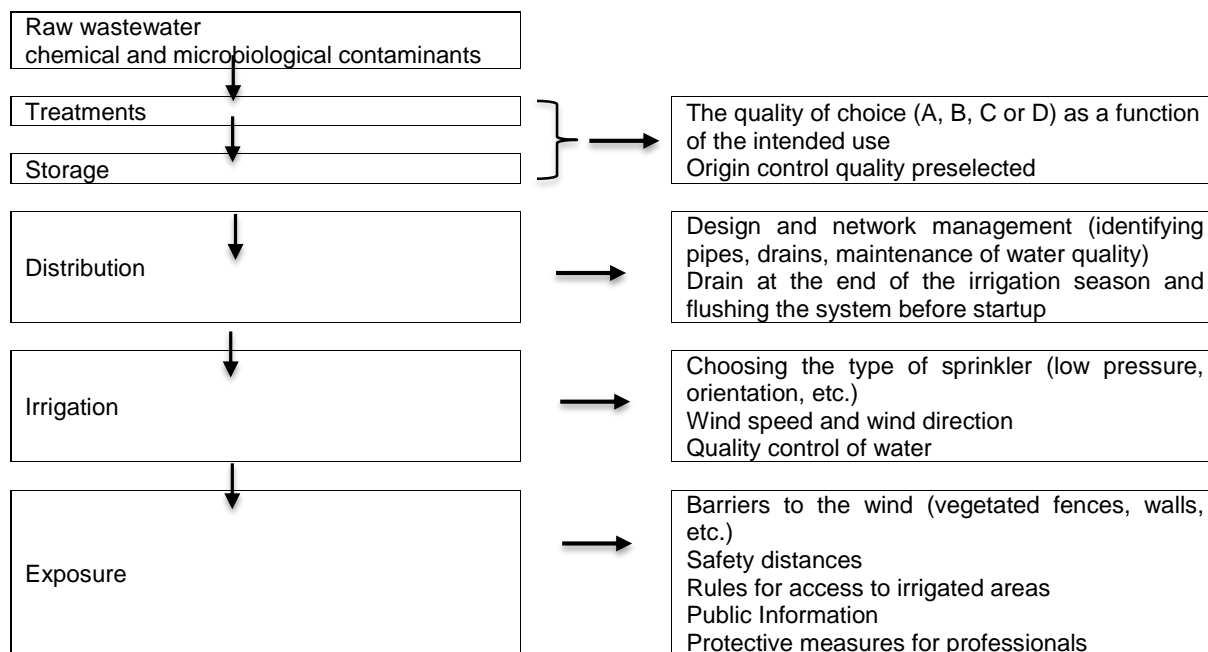 Raw wastewater
chemical and microbiological contaminants
Treatments
Storage
The quality of choice (A, B, C or D) as a function
of the intended use
Origin control quality preselected
Distribution
Design and network management (identifying
pipes, drains, maintenance of water quality)
Drain at the end of the irrigation season and
flushing the system before startup
Irrigation
Choosing the type of sprinkler (low pressure,
orientation, etc.)
Wind speed and wind direction
Quality control of water
Exposure
Barriers to the wind (vegetated fences, walls,
etc.)
Safety distances
Rules for access to irrigated areas
Public Information
Protective measures for professionals